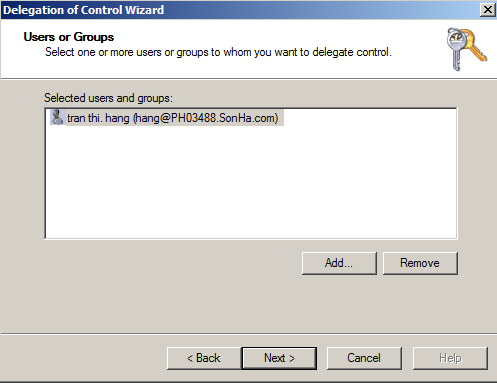 Delegation of Control Wizard
Users or Groups
Select one or more users or groups to whom you want to delegate control.
Selected users and groups:
tran thi. hang (hang@PH03488.SonHa.com)
Add... Remove
< Back Next > Cancel Help